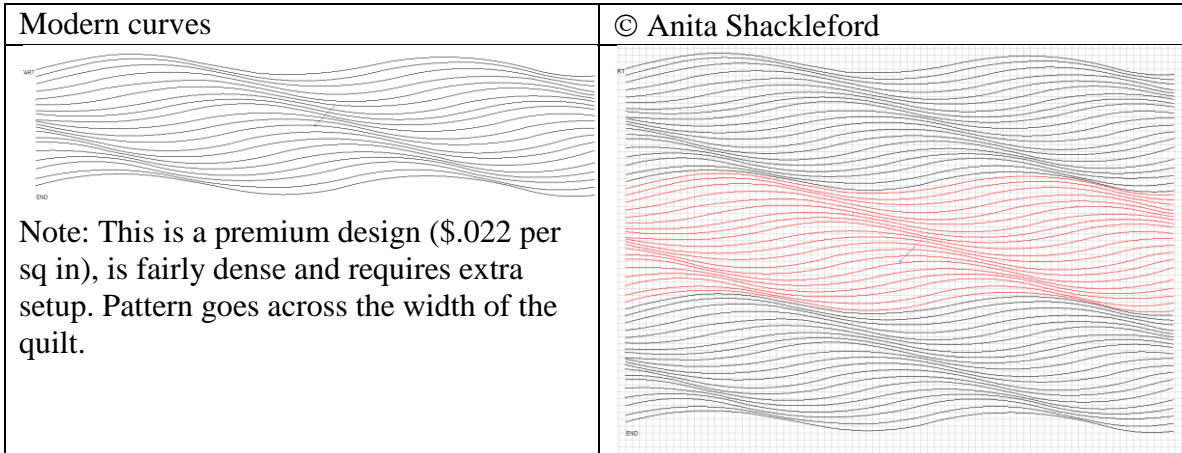 Modern curves
© Anita Shackleford
ART
RT
END
Note: This is a premium design ($.022 per
sq in), is fairly dense and requires extra
setup. Pattern goes across the width of the
quilt.
END